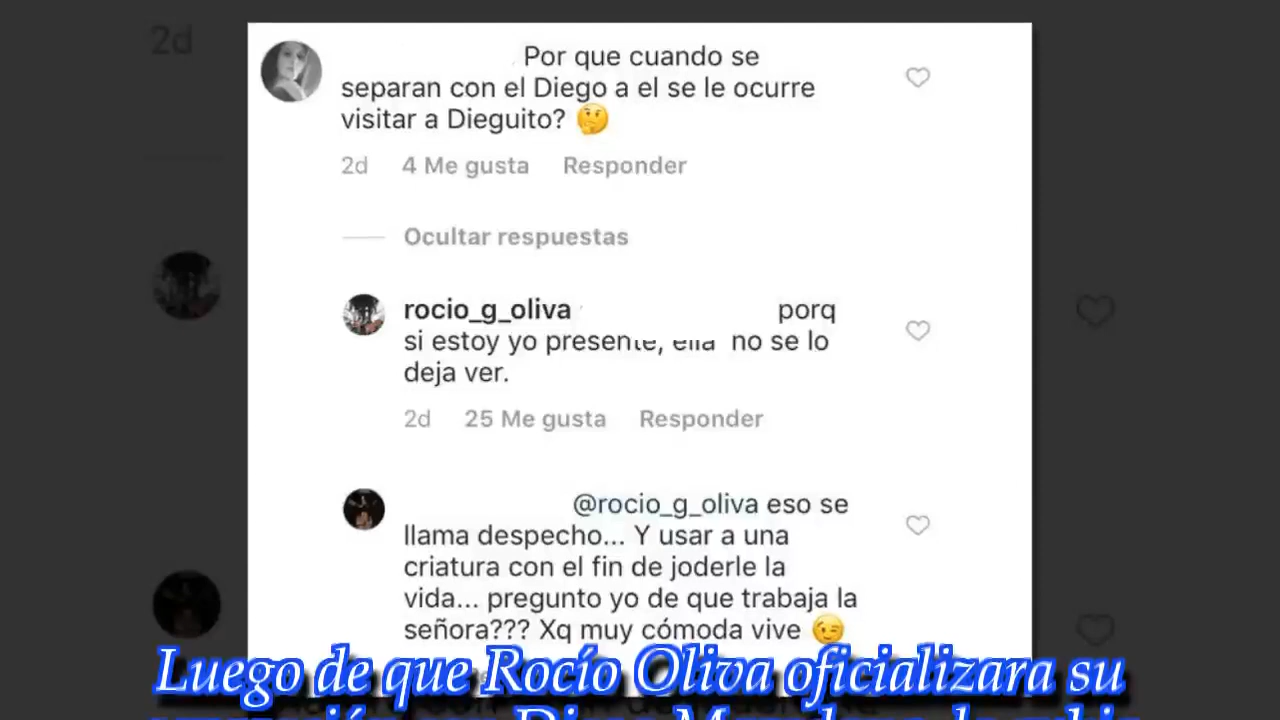 2d
Por que cuando se
separan con el Diego a el se le ocurre
visitar a Dieguito? 🤔
2d 4 Me gusta Responder
Ocultar respuestas
rocio_g_oliva porq
si estoy yo presente, ella no se lo
deja ver.
2d 25 Me gusta Responder
@rocio_g_oliva eso se
llama despecho... Y usar a una
criatura con el fin de joderle la
vida... pregunto yo de que trabaja la
señora??? Xq muy cómoda vive 😉
Luego de que Rocío Oliva oficializara su